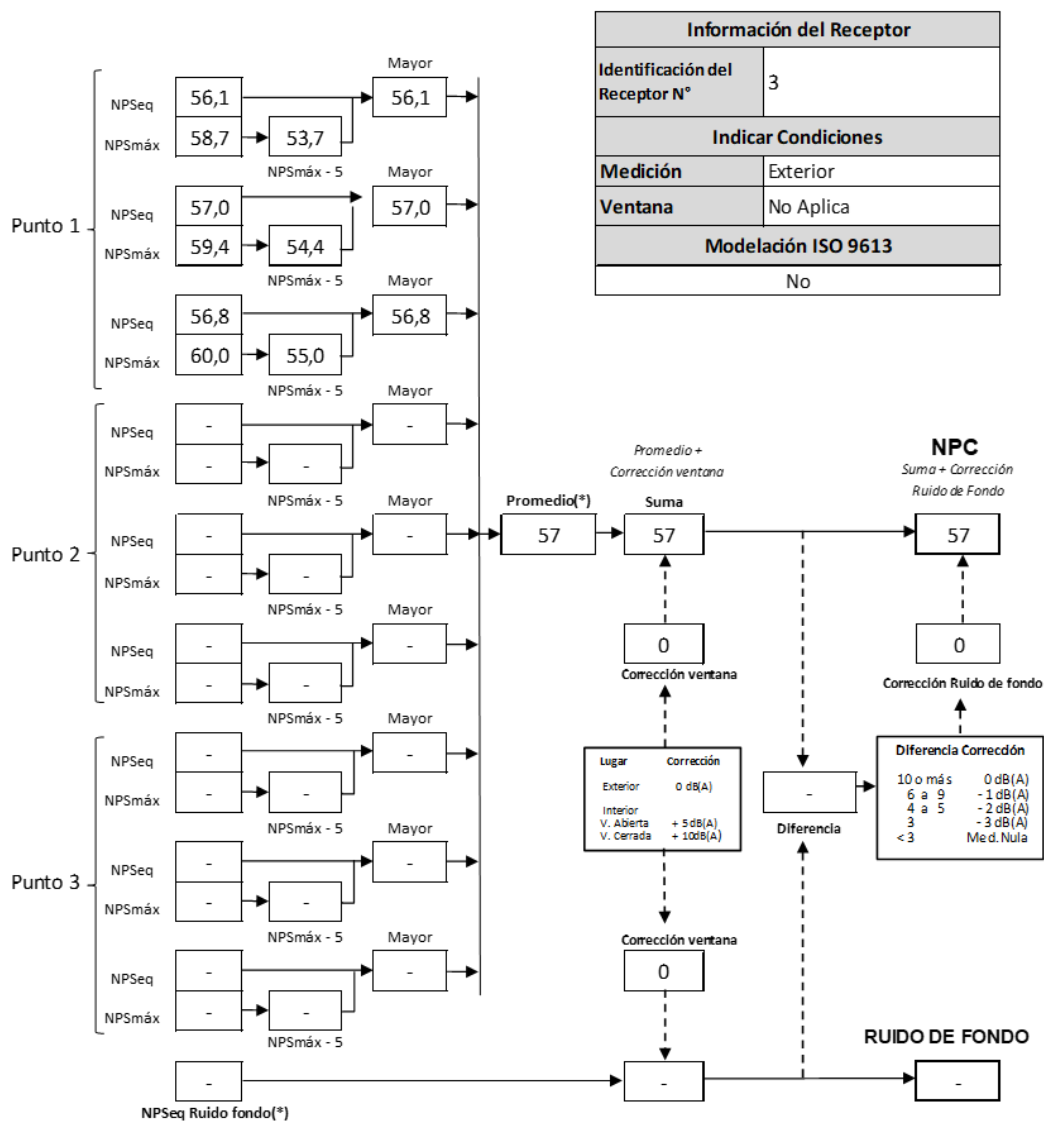 Información del Receptor
Identificación del Receptor N° 3
Indicar Condiciones
Medición Exterior
Ventana No Aplica
Modelación ISO 9613
No
Punto 1
Mayor
NPSeq 56,1 56,1
NPSmáx 58,7 53,7
NPSmáx - 5
Mayor
NPSeq 57,0 57,0
NPSmáx 59,4 54,4
NPSmáx - 5
Mayor
NPSeq 56,8 56,8
NPSmáx 60,0 55,0
NPSmáx - 5
Punto 2
Mayor
NPSeq - -
NPSmáx - -
NPSmáx - 5
Mayor
NPSeq - -
NPSmáx - -
NPSmáx - 5
Mayor
NPSeq - -
NPSmáx - -
NPSmáx - 5
Punto 3
Mayor
NPSeq - -
NPSmáx - -
NPSmáx - 5
Mayor
NPSeq - -
NPSmáx - -
NPSmáx - 5
Mayor
NPSeq - -
NPSmáx - -
NPSmáx - 5
-
NPSeq Ruido fondo(*)
Promedio(*)
57
Promedio +
Corrección ventana
Suma
57
0
Corrección ventana
Lugar Corrección
Exterior 0 dB(A)
Interior
V. Abierta + 5dB(A)
V. Cerrada + 10dB(A)
Corrección ventana
0
-
-
Diferencia
NPC
Suma + Corrección
Ruido de Fondo
57
0
Corrección Ruido de fondo
Diferencia Corrección
10 o más 0 dB(A)
6 a 9 - 1 dB(A)
4 a 5 - 2 dB(A)
3 - 3 dB(A)
< 3 Med. Nula
RUIDO DE FONDO
-